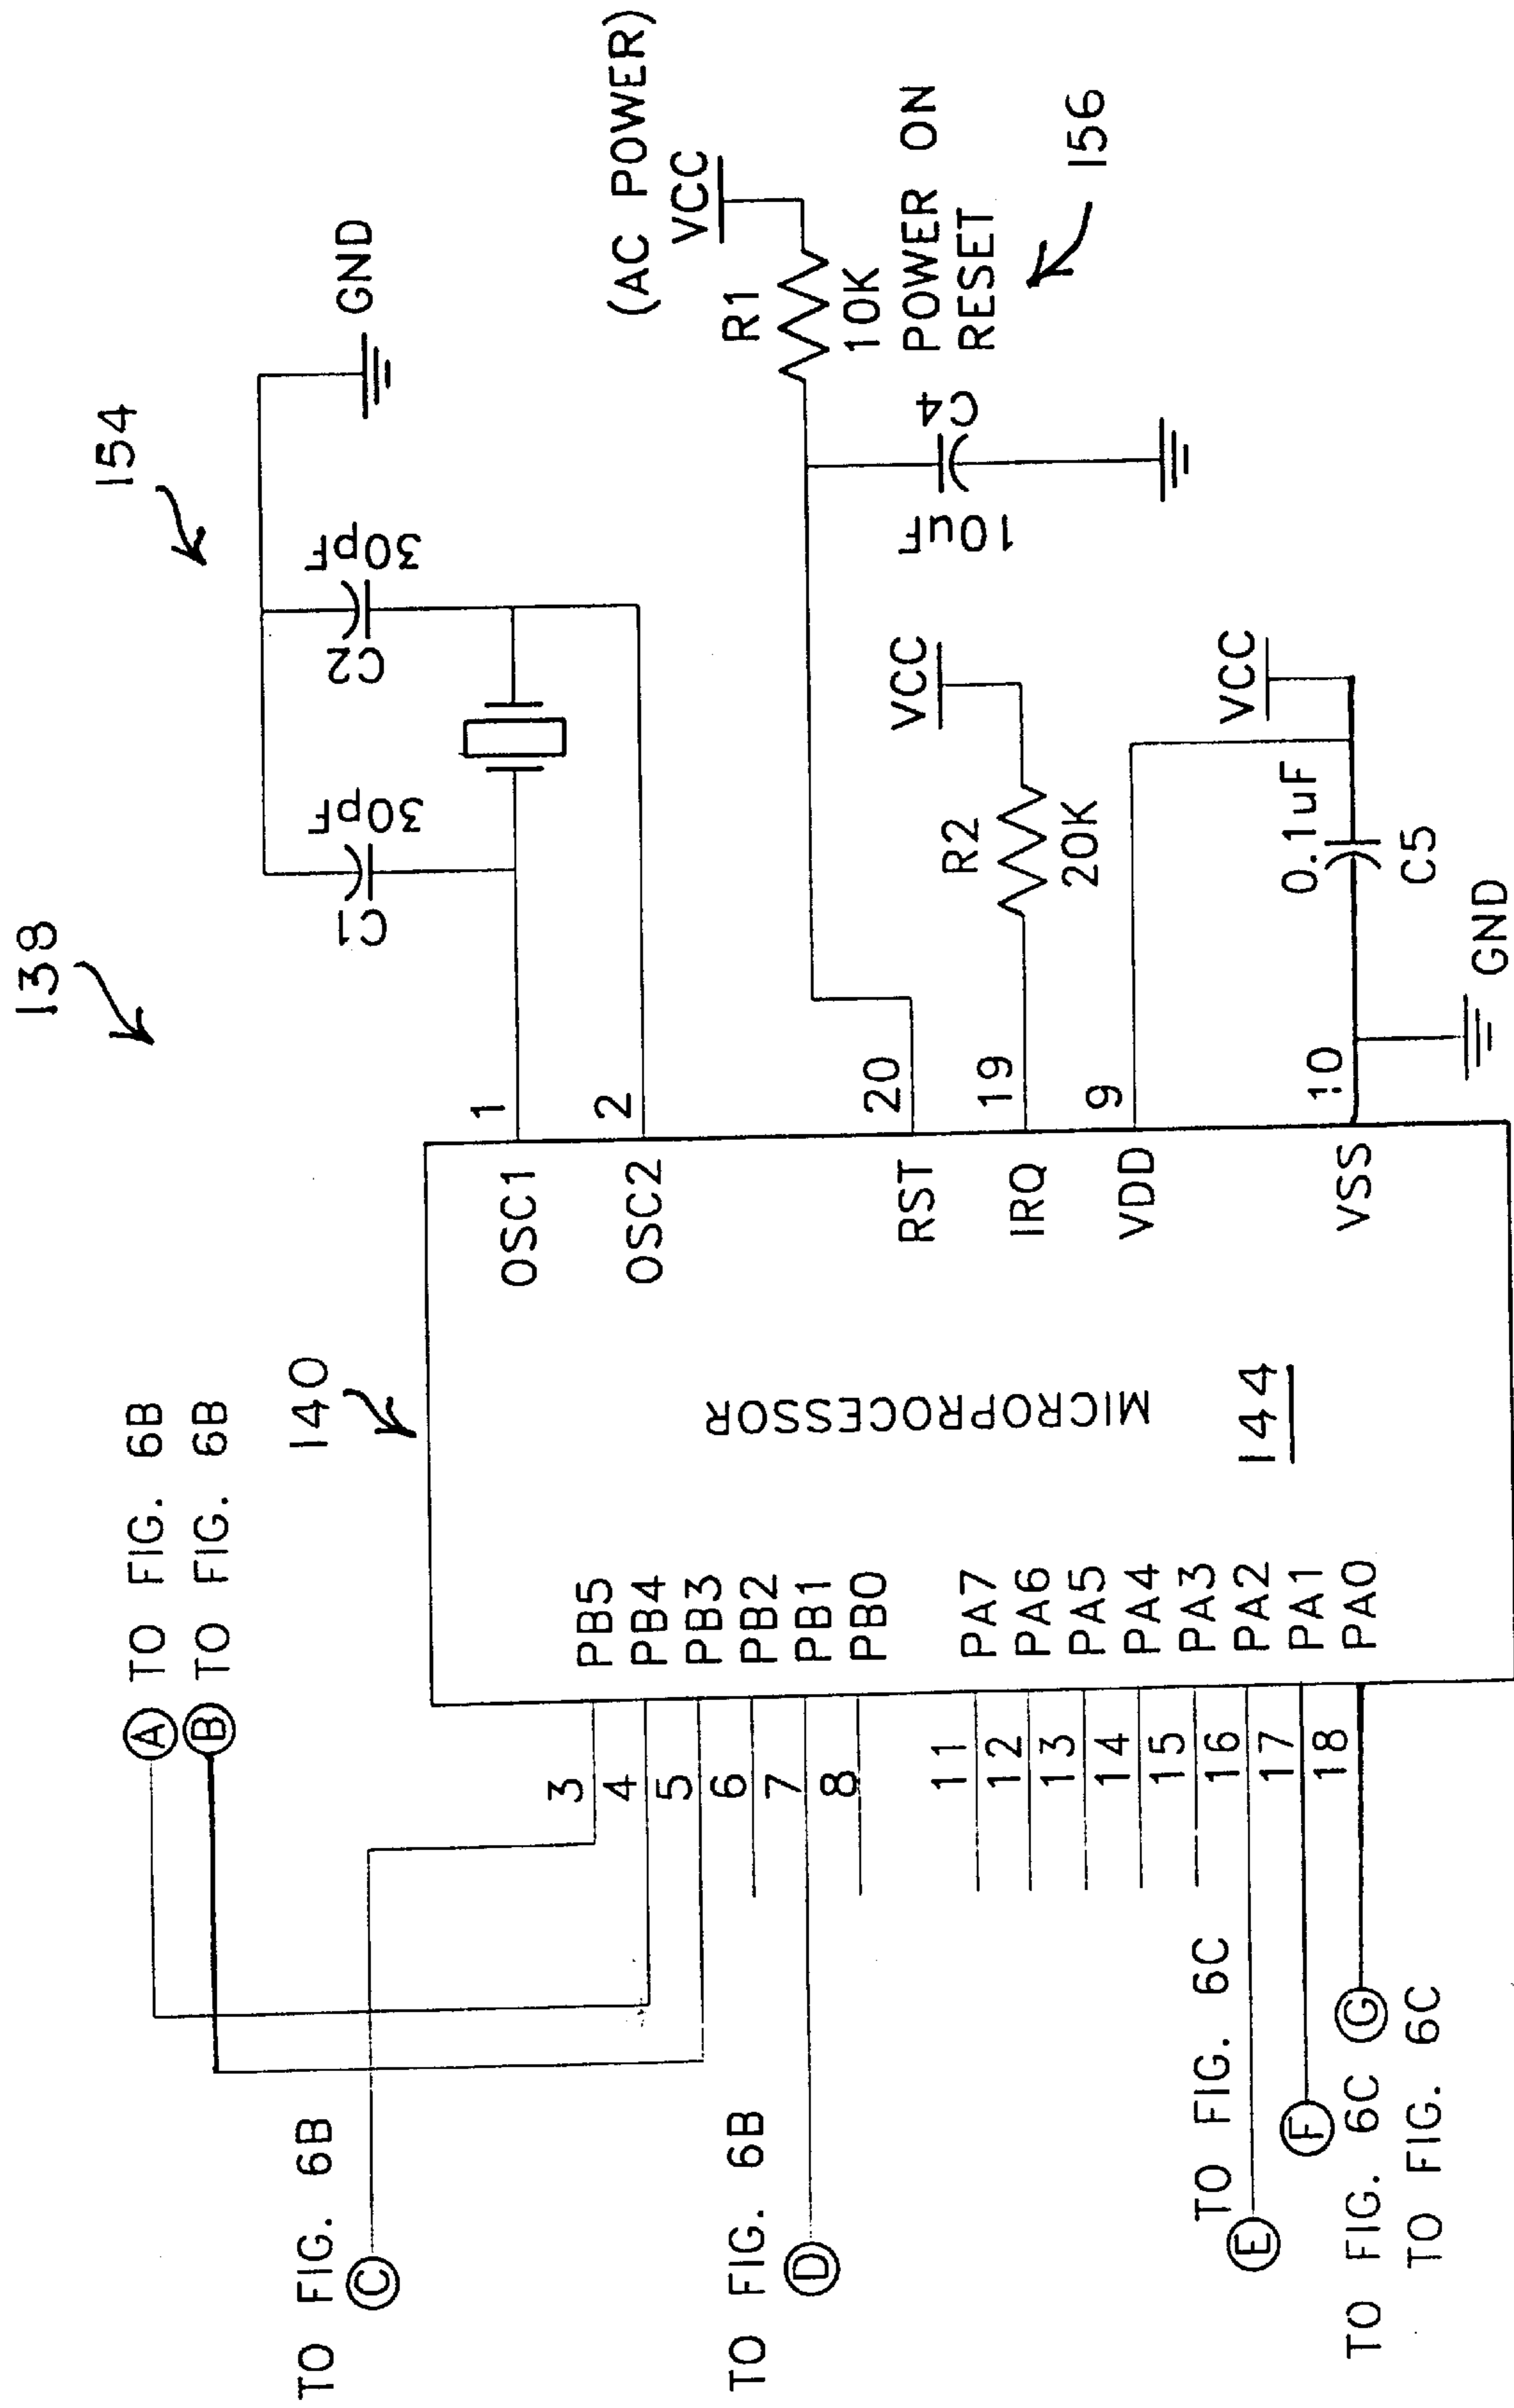 138
154
140
A TO FIG. 6B
B TO FIG. 6B
TO FIG. 6B
C
TO FIG. 6B
D
TO FIG. 6C
E
F
TO FIG. 6C
G
TO FIG. 6C
3 PB5
4 PB4
5 PB3
6 PB2
7 PB1
8 PB0
11 PA7
12 PA6
13 PA5
14 PA4
15 PA3
16 PA2
17 PA1
18 PA0
MICROPROCESSOR
144
OSC1 1
OSC2 2
RST 20
IRQ 19
VDD 9
VSS 10
C1
30pF
C2
30pF
GND
(AC POWER)
VCC
R1
10K
POWER ON
RESET
156
C4
10uF
VCC
R2
20K
VCC
0.1uF
C5
GND